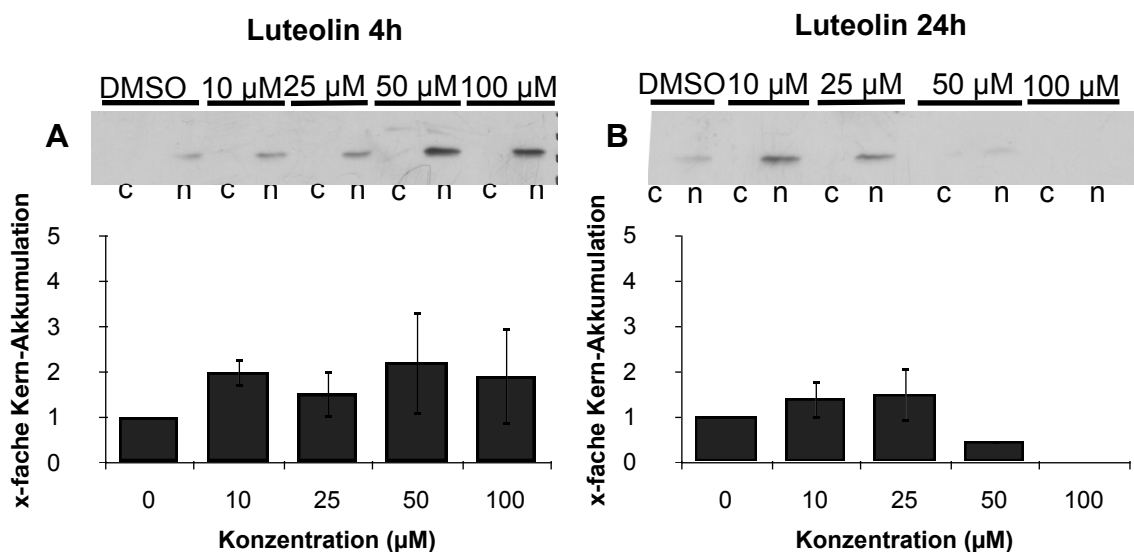 Luteolin 4h
DMSO 10 µM 25 µM 50 µM 100 µM
A
c n c n c n c n c n
x-fache Kern-Akkumulation
5
4
3
2
1
0
0 10 25 50 100
Konzentration (µM)
Luteolin 24h
DMSO 10 µM 25 µM 50 µM 100 µM
B
c n c n c n c n c n
x-fache Kern-Akkumulation
5
4
3
2
1
0
0 10 25 50 100
Konzentration (µM)